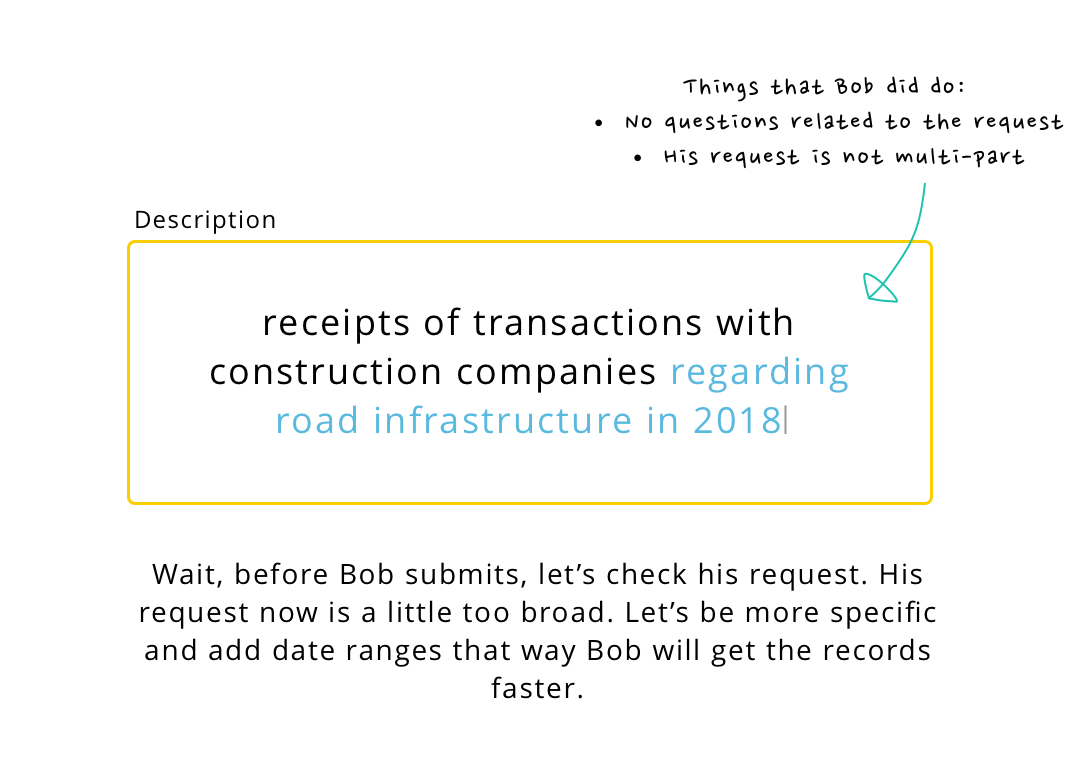 Things that Bob did do:
• No questions related to the request
• His request is not multi-part
Description
receipts of transactions with
construction companies regarding
road infrastructure in 2018
Wait, before Bob submits, let’s check his request. His
request now is a little too broad. Let’s be more specific
and add date ranges that way Bob will get the records
faster.